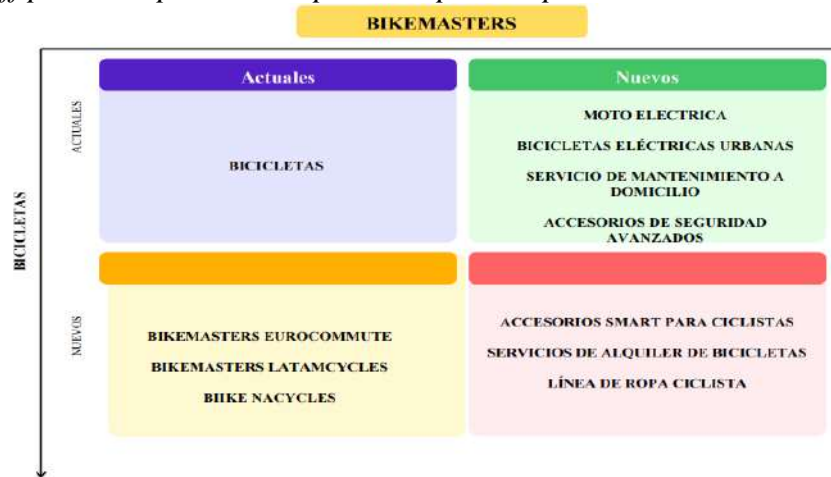 BIKEMASTERS
Actuales
Nuevos
ACTUALES
BICICLETAS
MOTO ELECTRICA
BICICLETAS ELÉCTRICAS URBANAS
SERVICIO DE MANTENIMIENTO A
DOMICILIO
ACCESORIOS DE SEGURIDAD
AVANZADOS
BICICLETAS
NUEVOS
BIKEMASTERS EUROCOMMUTE
BIKEMASTERS LATAMCYCLES
BIIKE NACYCLES
ACCESORIOS SMART PARA CICLISTAS
SERVICIOS DE ALQUILER DE BICICLETAS
LÍNEA DE ROPA CICLISTA